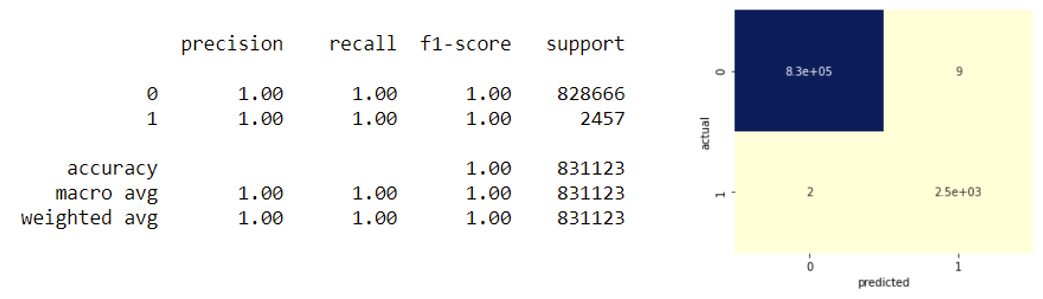 precision recall f1-score support
0 1.00 1.00 1.00 828666
1 1.00 1.00 1.00 2457
accuracy 1.00 831123
macro avg 1.00 1.00 1.00 831123
weighted avg 1.00 1.00 1.00 831123
0 8.3e+05 9
actual
1 2 2.5e+03
0 1
predicted